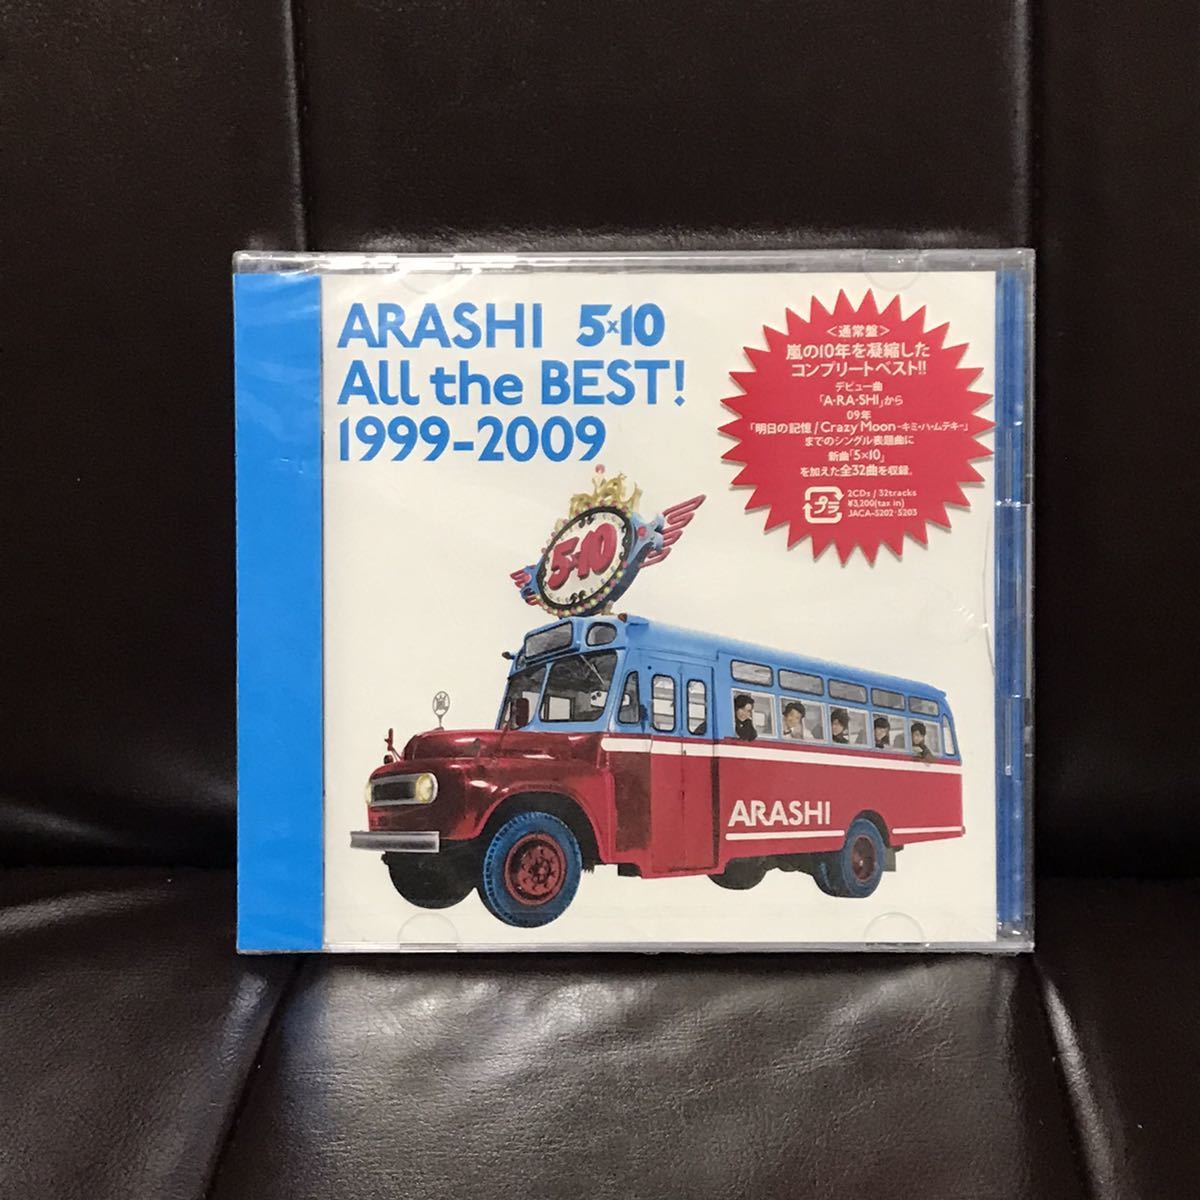 ARASHI 5×10
All the BEST!
1999-2009
<通常盤>
嵐の10年を凝縮した
コンプリートベスト!!
デビュー曲
「A・RA・SHI」から
09年
「明日の記憶/Crazy Moon-キミ・ハ・ムテキ-」
までのシングル表題曲に
新曲「5×10」
を加えた全32曲を収録。
プラ
2CDs / 32tracks
¥3,200(tax in)
JACA-5202・5203
5×10
嵐
ARASHI